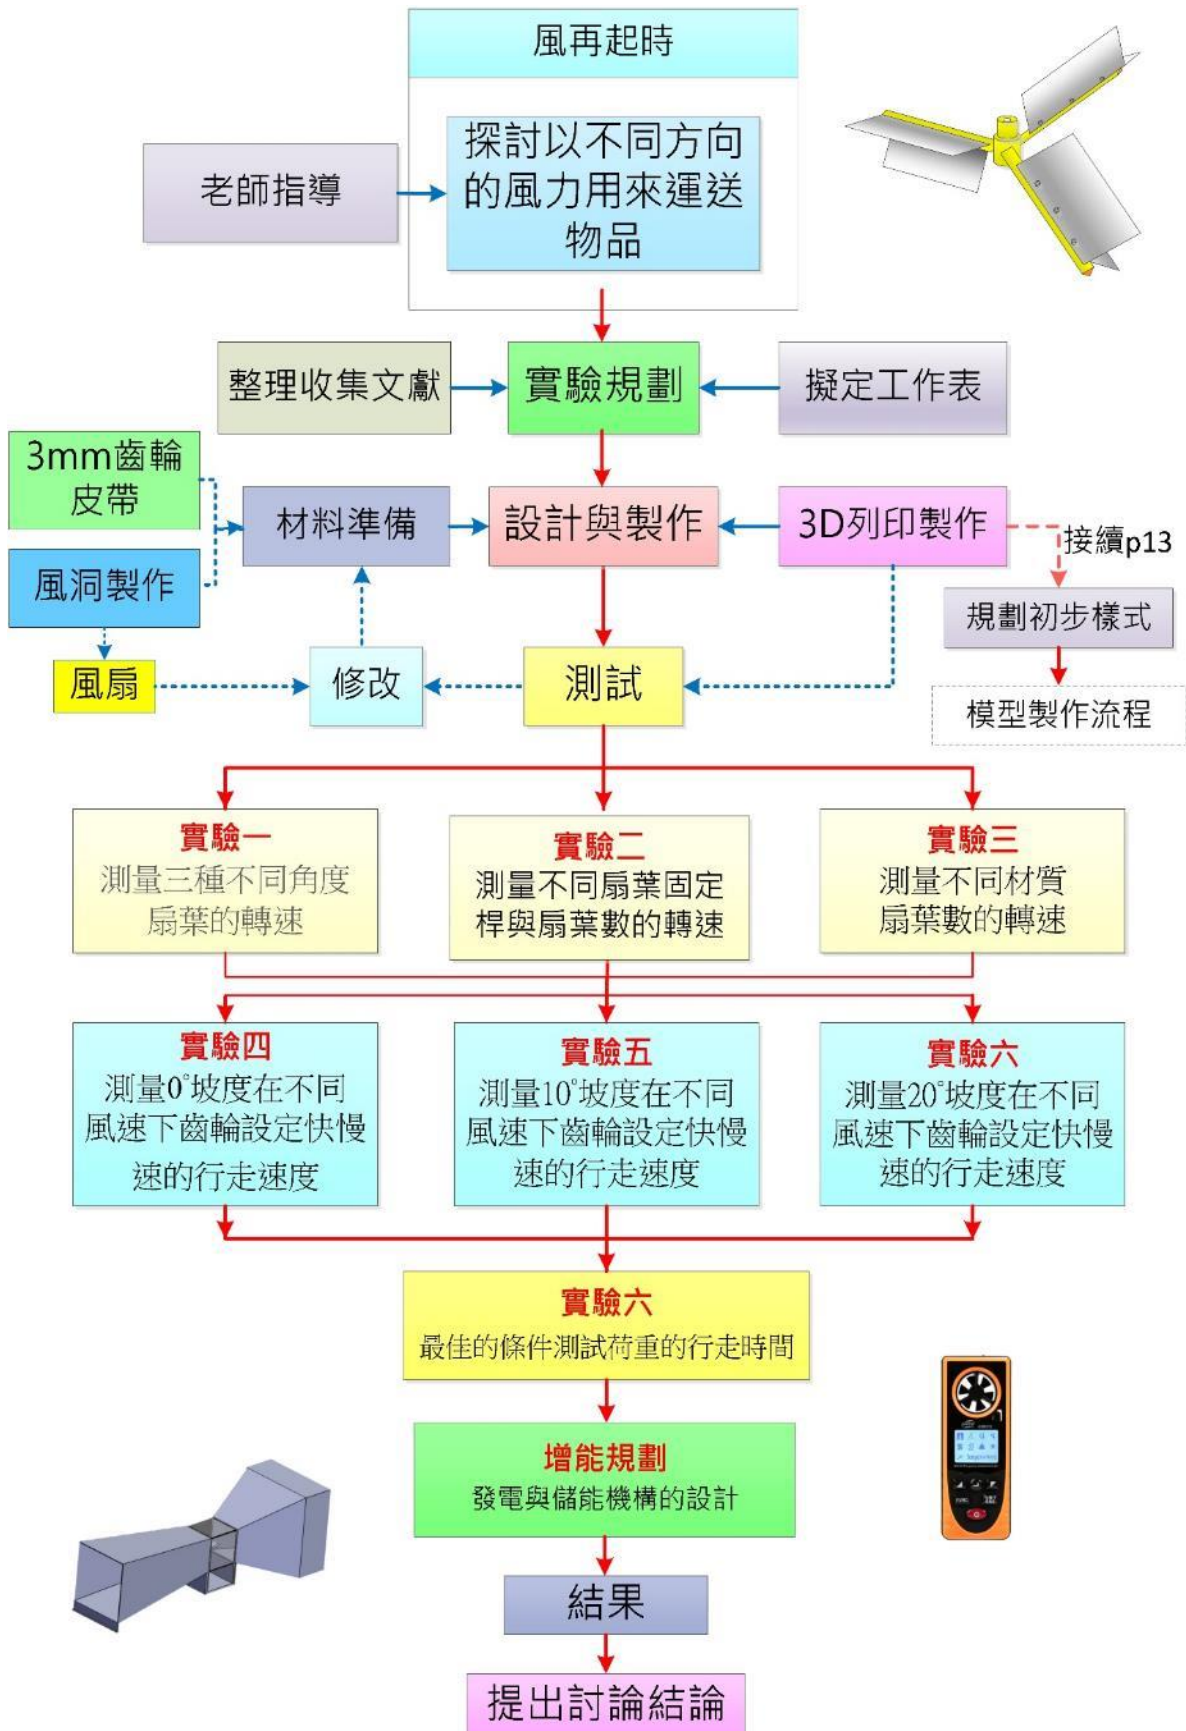 風再起時
探討以不同方向
的風力用來運送
物品
老師指導
整理收集文獻
實驗規劃
擬定工作表
3mm齒輪
皮帶
材料準備
設計與製作
3D列印製作
接續p13
風洞製作
規劃初步樣式
風扇
修改
測試
模型製作流程
實驗一
測量三種不同角度
扇葉的轉速
實驗二
測量不同扇葉固定
桿與扇葉數的轉速
實驗三
測量不同材質
扇葉數的轉速
實驗四
測量0°坡度在不同
風速下齒輪設定快慢
速的行走速度
實驗五
測量10°坡度在不同
風速下齒輪設定快慢
速的行走速度
實驗六
測量20°坡度在不同
風速下齒輪設定快慢
速的行走速度
實驗六
最佳的條件測試荷重的行走時間
增能規劃
發電與儲能機構的設計
結果
提出討論結論